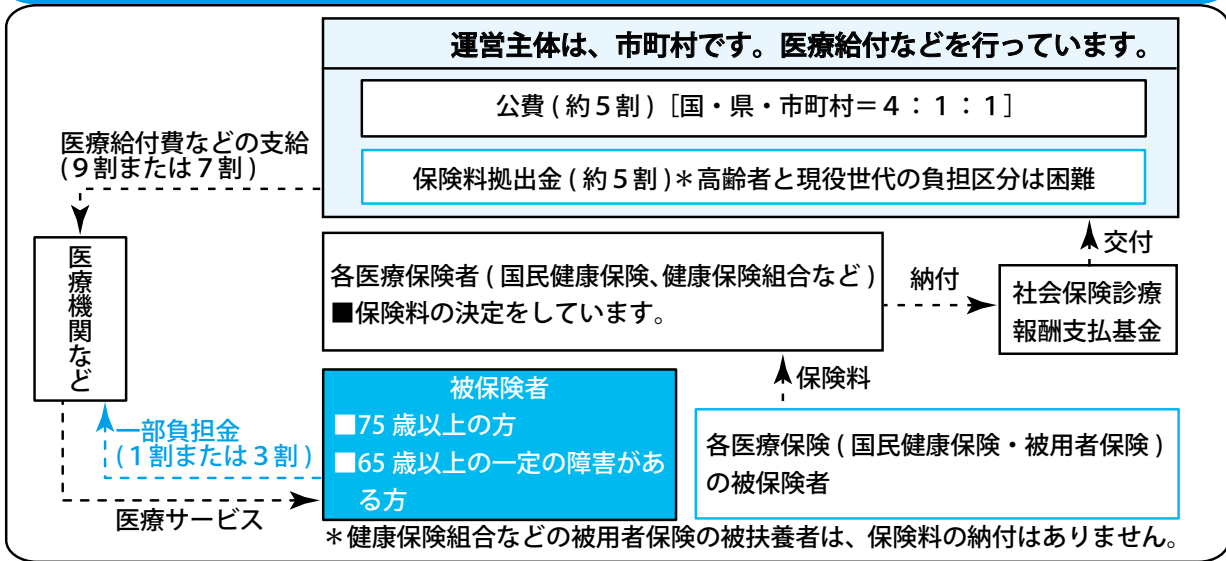 運営主体は、市町村です。医療給付などを行っています。
公費(約5割)[国・県・市町村=4:1:1]
医療給付費などの支給
(9割または7割)
保険料拠出金(約5割)*高齢者と現役世代の負担区分は困難
交付
医療機関など
各医療保険者(国民健康保険、健康保険組合など)
■保険料の決定をしています。
納付
社会保険診療
報酬支払基金
保険料
被保険者
■75歳以上の方
■65歳以上の一定の障害があ
る方
一部負担金
(1割または3割)
各医療保険(国民健康保険・被用者保険)
の被保険者
医療サービス
*健康保険組合などの被用者保険の被扶養者は、保険料の納付はありません。